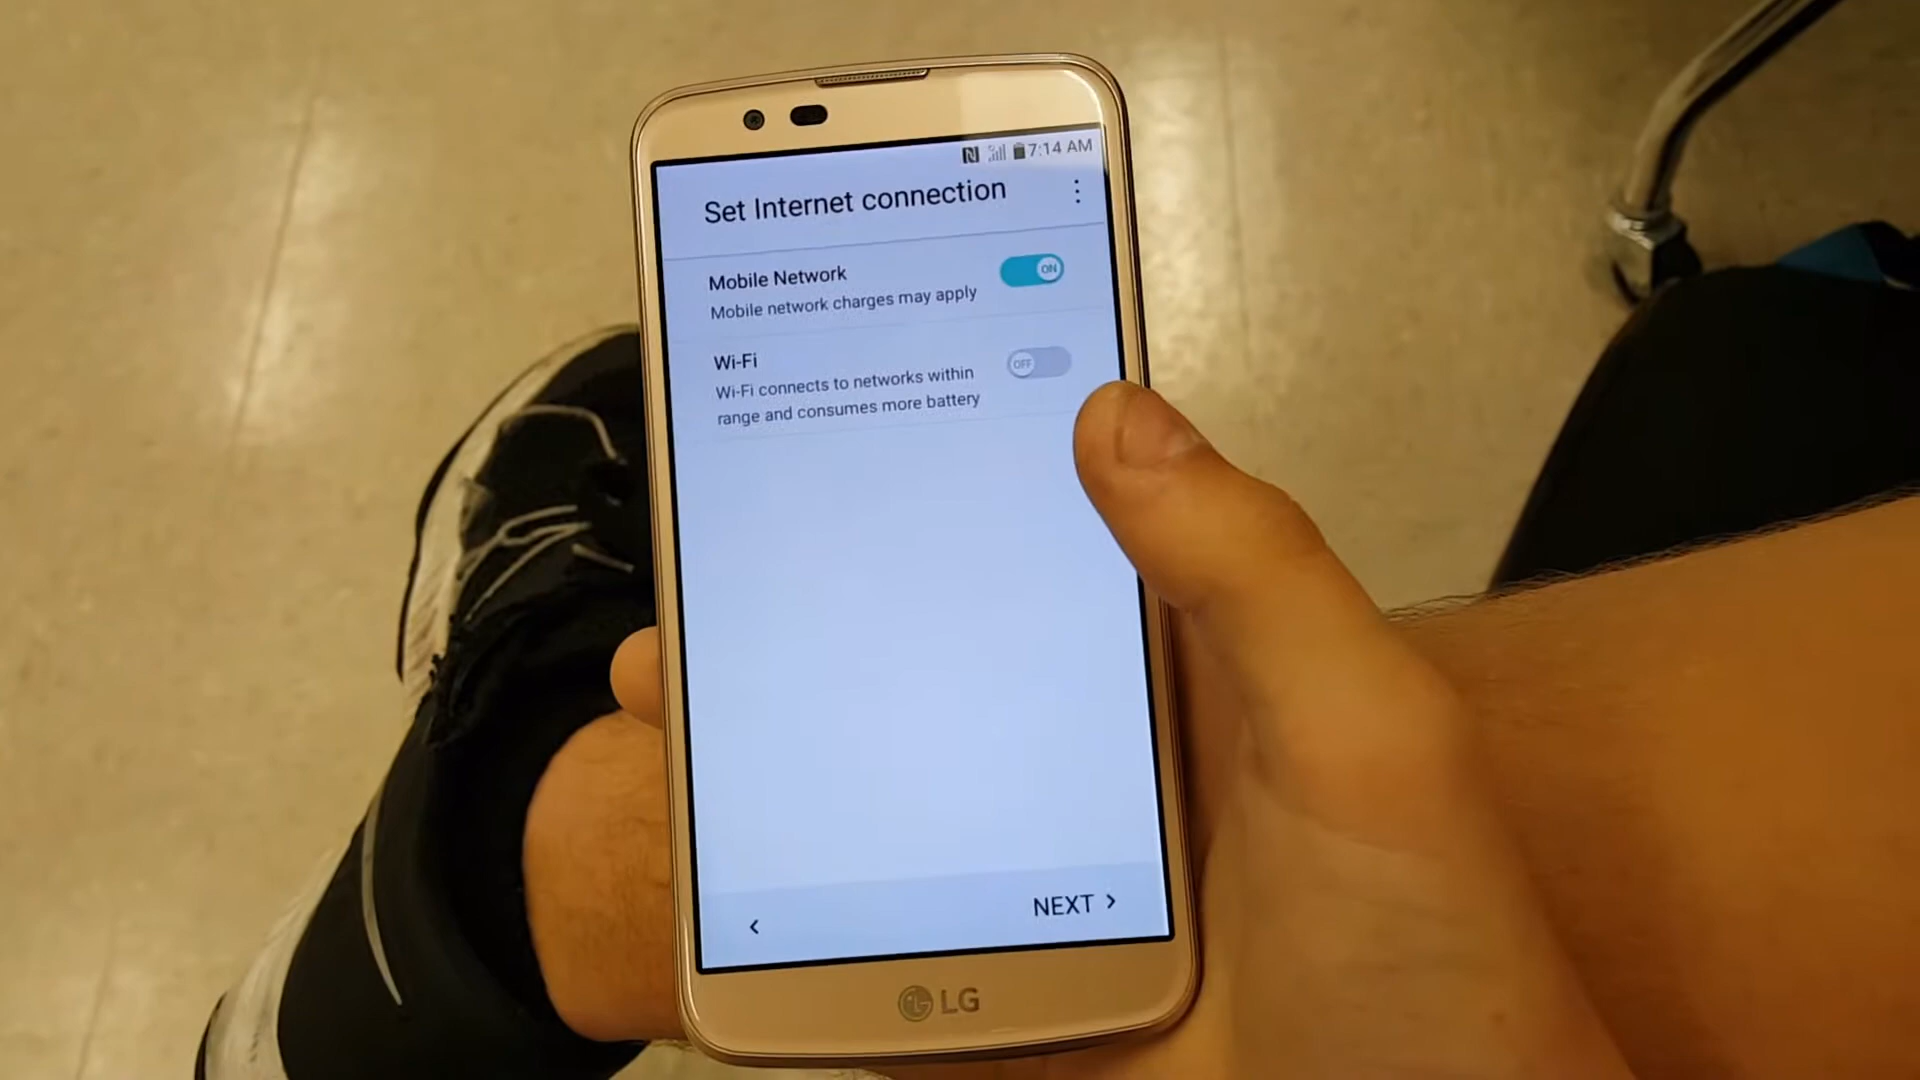 7:14 AM
Set Internet connection
Mobile Network
ON
Mobile network charges may apply
Wi-Fi
OFF
Wi-Fi connects to networks within
range and consumes more battery
NEXT
LG